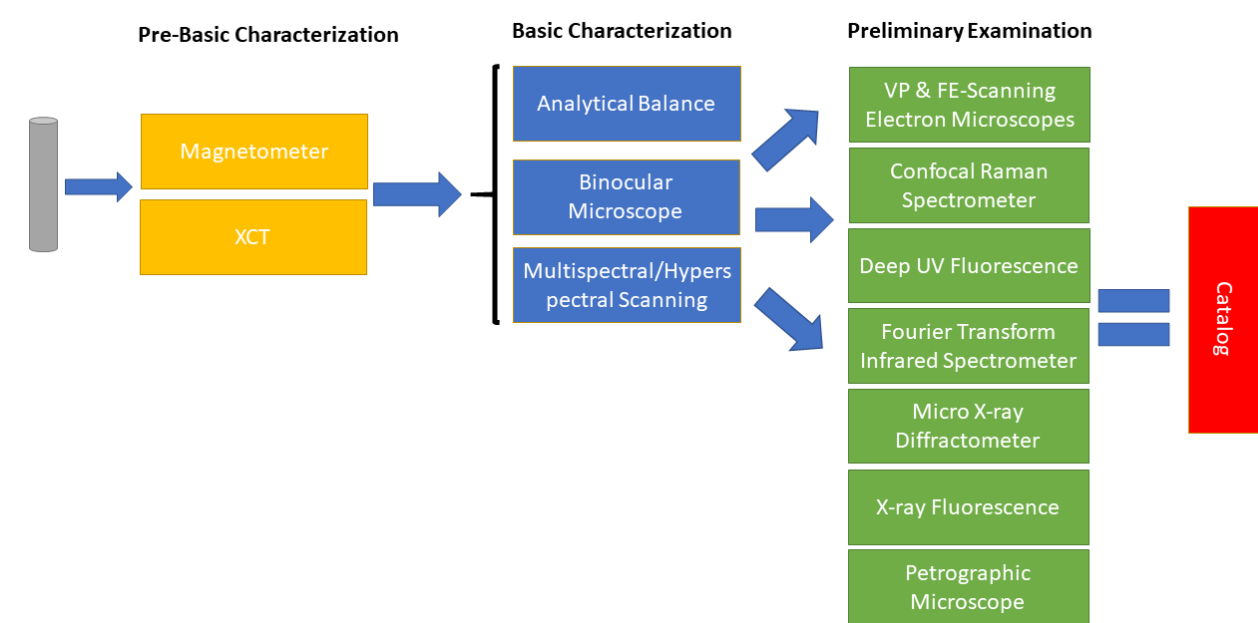 Pre-Basic Characterization
Basic Characterization
Preliminary Examination
Magnetometer
XCT
Analytical Balance
Binocular
Microscope
Multispectral/Hypers
pectral Scanning
VP & FE-Scanning
Electron Microscopes
Confocal Raman
Spectrometer
Deep UV Fluorescence
Fourier Transform
Infrared Spectrometer
Micro X-ray
Diffractometer
X-ray Fluorescence
Petrographic
Microscope
Catalog